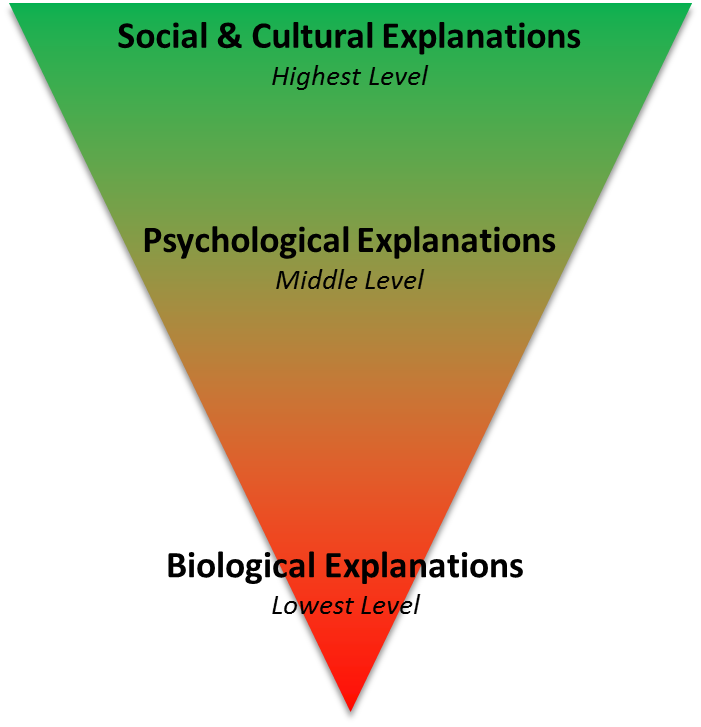 Social & Cultural Explanations
Highest Level
Psychological Explanations
Middle Level
Biological Explanations
Lowest Level